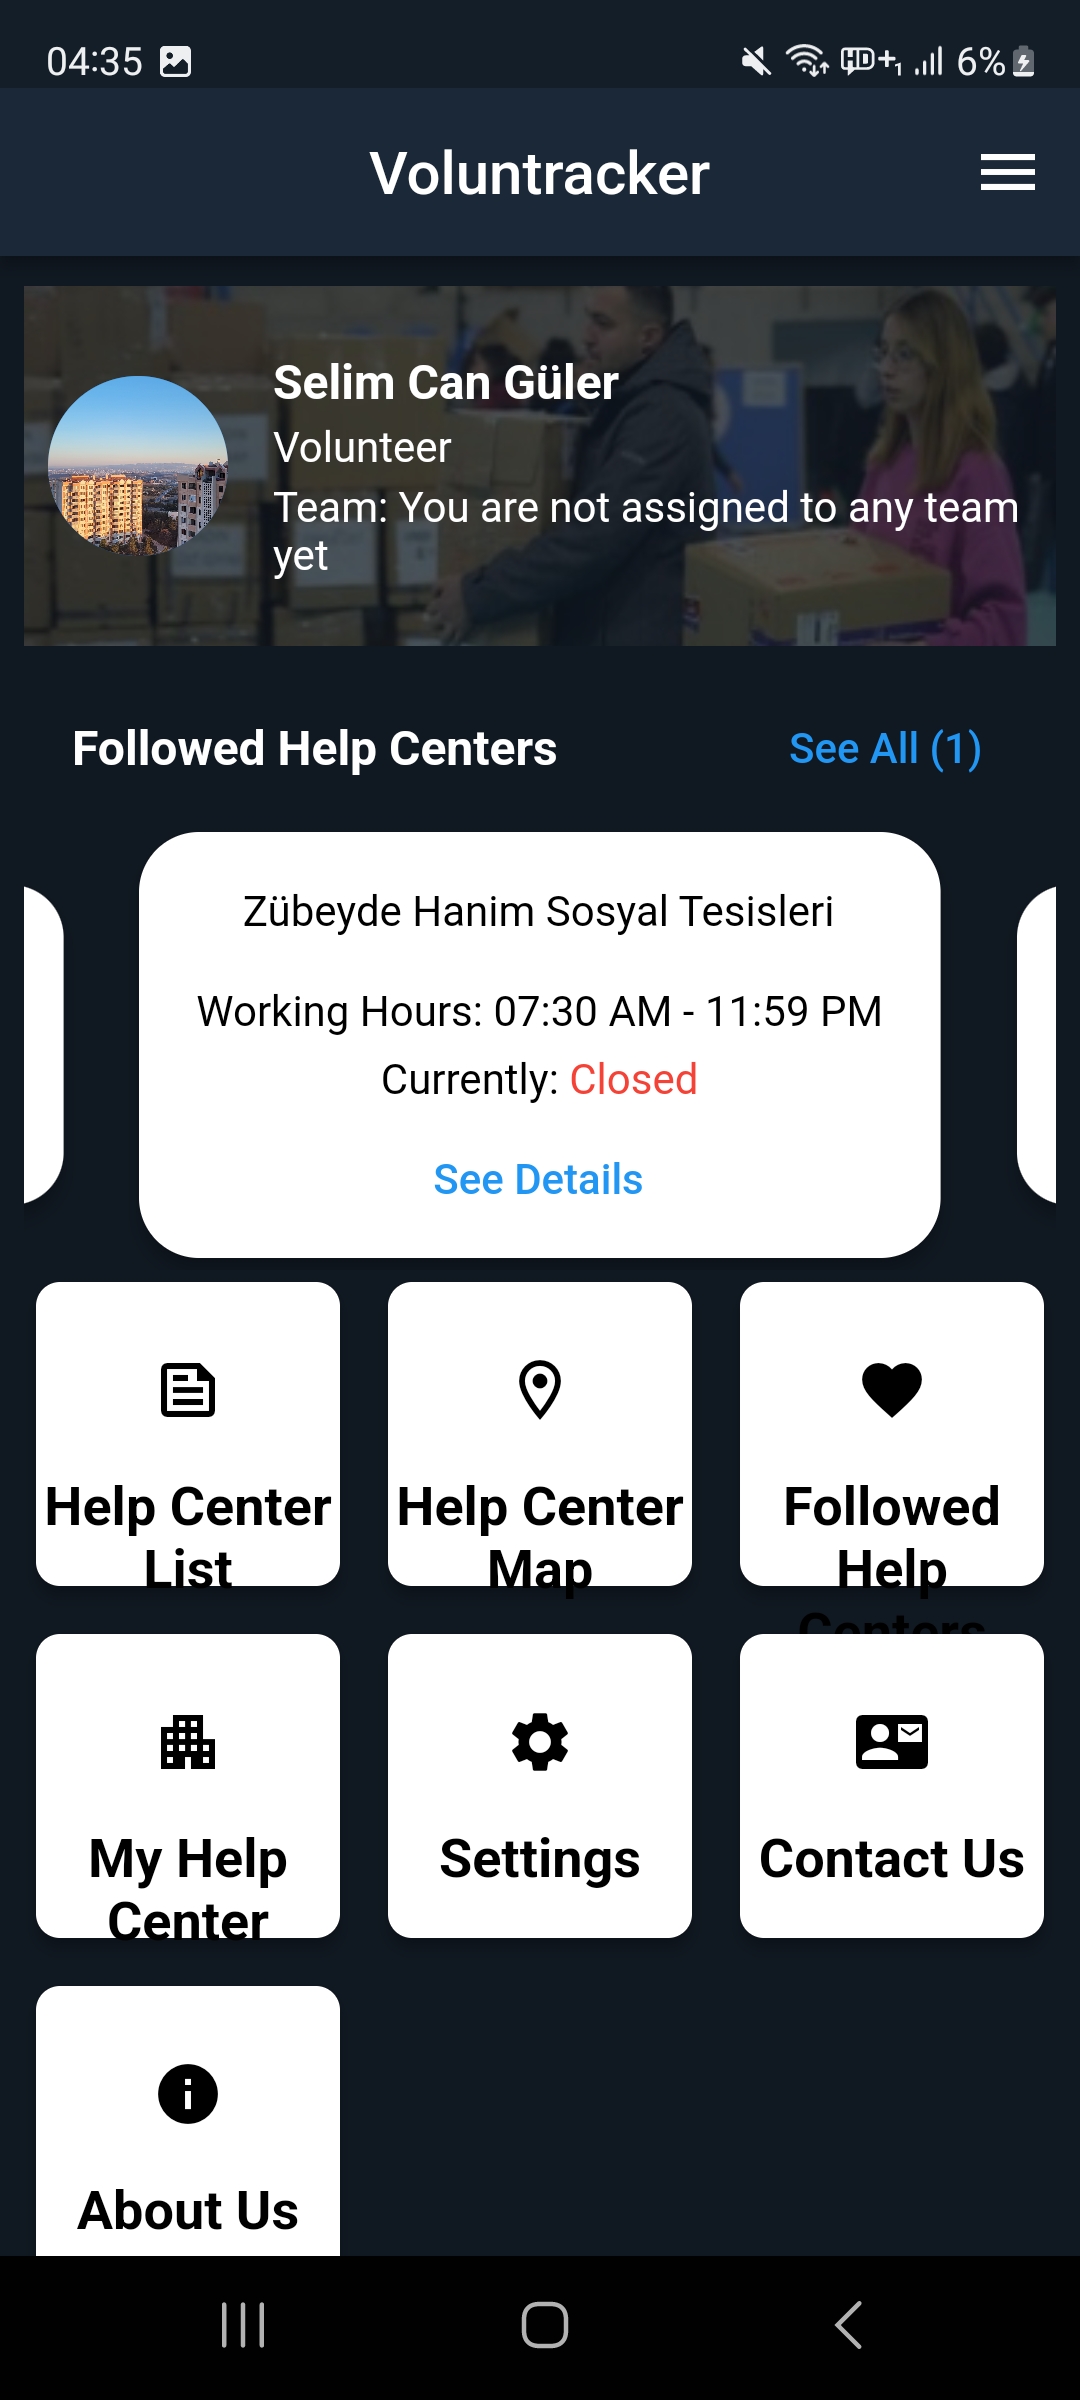 04:35
6%
Voluntracker
Selim Can Güler
Volunteer
Team: You are not assigned to any team
yet
Followed Help Centers
See All (1)
Zübeyde Hanim Sosyal Tesisleri
Working Hours: 07:30 AM - 11:59 PM
Currently: Closed
See Details
Help Center
List
Help Center
Map
Followed
Help
Centers
My Help
Center
Settings
Contact Us
About Us